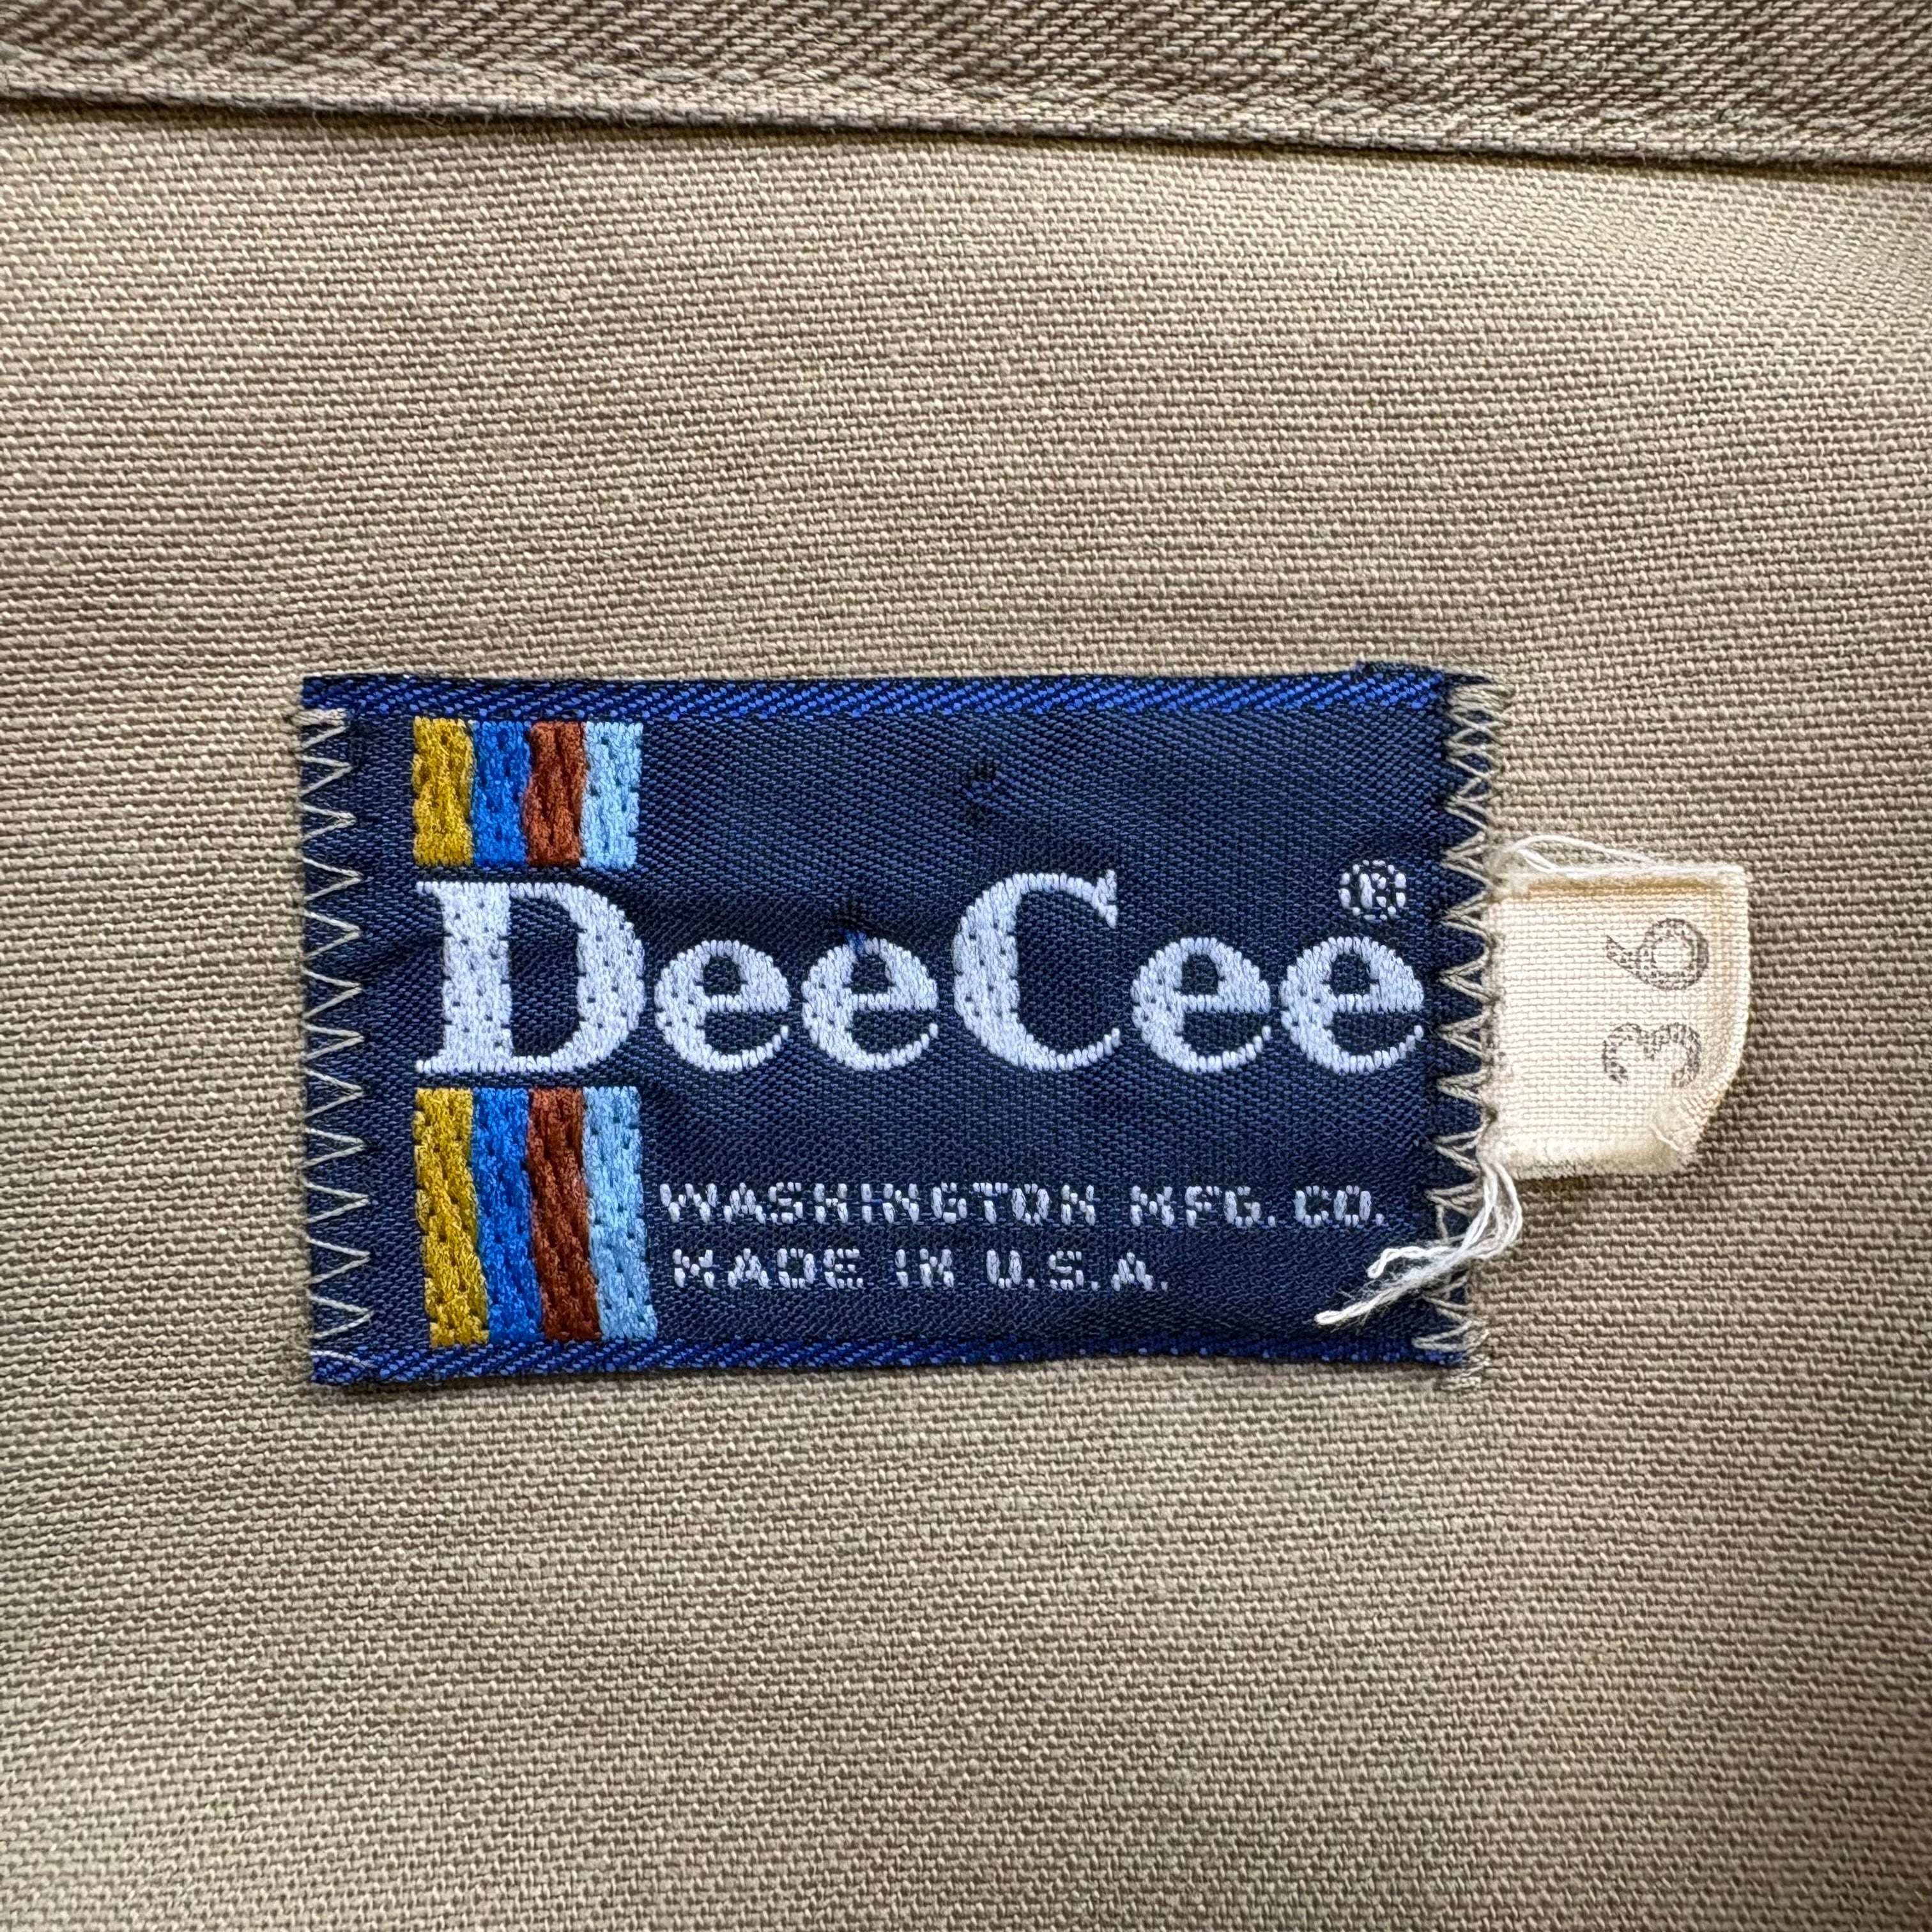 DeeCee®
WASHINGTON MFG. CO.
MADE IN U.S.A.
36